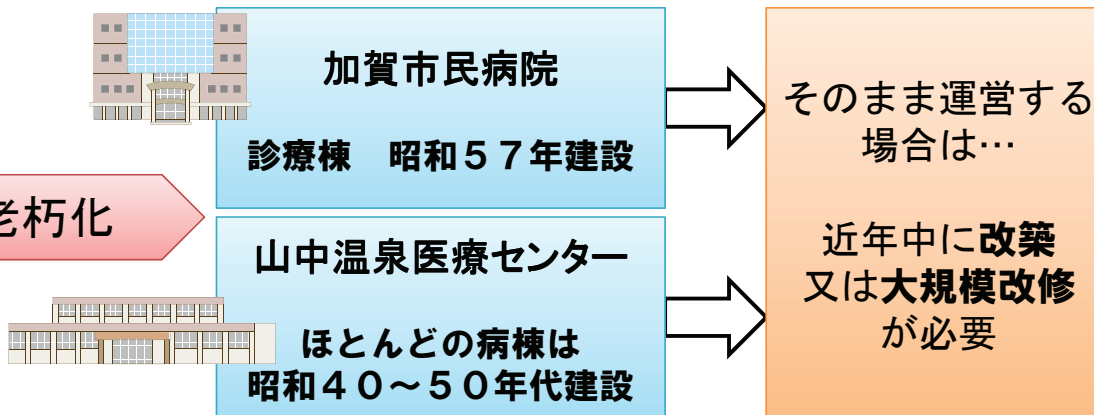 老朽化
加賀市民病院
診療棟　昭和５７年建設
山中温泉医療センター
ほとんどの病棟は
昭和４０～５０年代建設
そのまま運営する
場合は…
近年中に改築
又は大規模改修
が必要